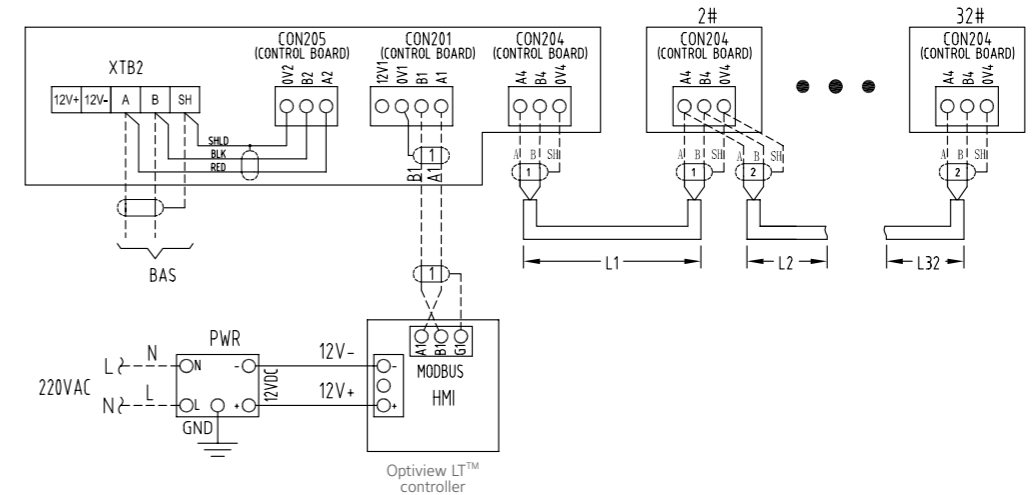 2#
32#
CON205
(CONTROL BOARD)
CON201
(CONTROL BOARD)
CON204
(CONTROL BOARD)
CON204
(CONTROL BOARD)
CON204
(CONTROL BOARD)
XTB2
0V2
B2
A2
12V1
0V1
B1
A1
A4
B4
0V4
A4
B4
0V4
A4
B4
0V4
12V+
12V-
A
B
SH
SHLD
BLK
RED
1
B1
A1
A
B
SH
1
A
B
SH
1
A
B
SH
2
A
B
SH
2
BAS
L1
L2
L32
1
A1
B1
G1
MODBUS
HMI
PWR
220VAC
L
N
N
L
N
L
-
+
12VDC
GND
12V-
12V+
-
+
Optiview LT™
controller